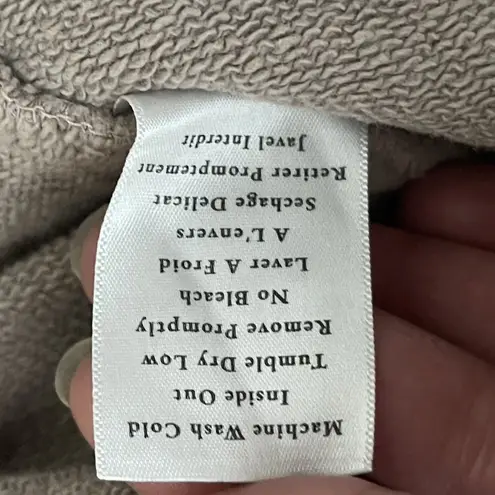 Machine Wash Cold
Inside Out
Tumble Dry Low
Remove Promptly
No Bleach
Laver A Froid
A L'envers
Sechage Delicat
Retirer Promptement
Javel Interdit